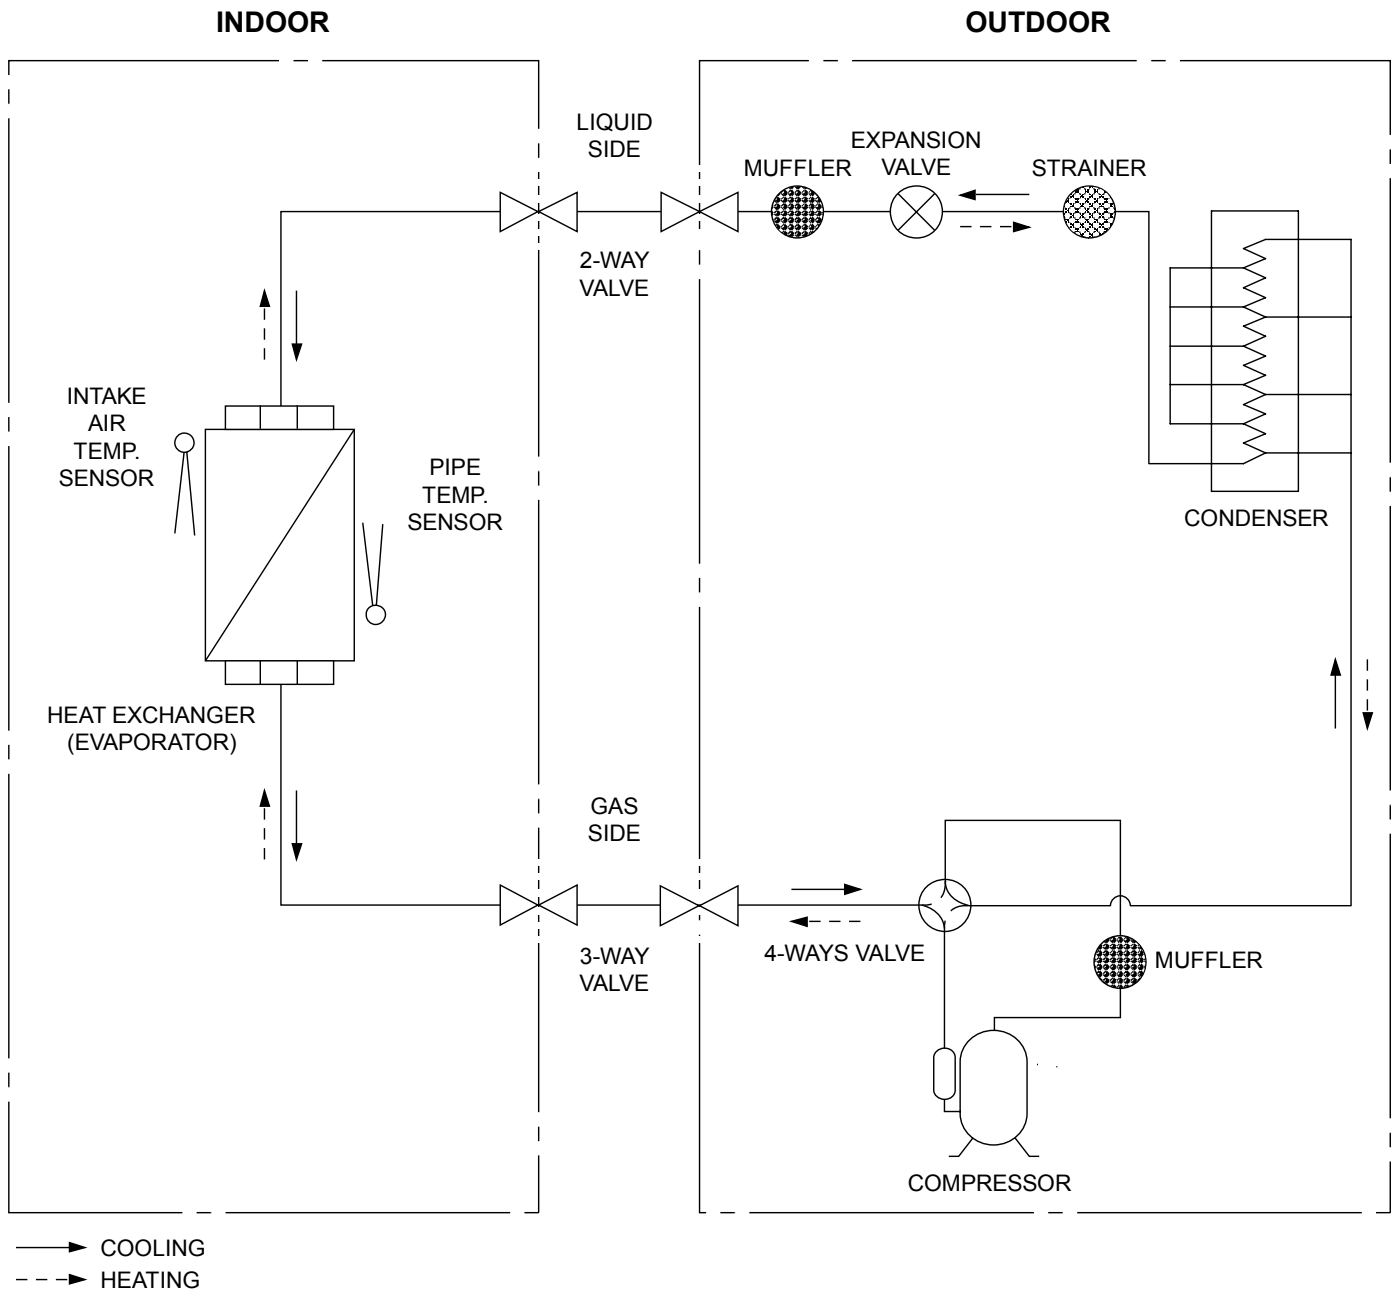 INDOOR
OUTDOOR
LIQUID
SIDE
MUFFLER
EXPANSION
VALVE
STRAINER
2-WAY
VALVE
INTAKE
AIR
TEMP.
SENSOR
PIPE
TEMP.
SENSOR
CONDENSER
HEAT EXCHANGER
(EVAPORATOR)
GAS
SIDE
3-WAY
VALVE
4-WAYS VALVE
MUFFLER
COMPRESSOR
COOLING
HEATING